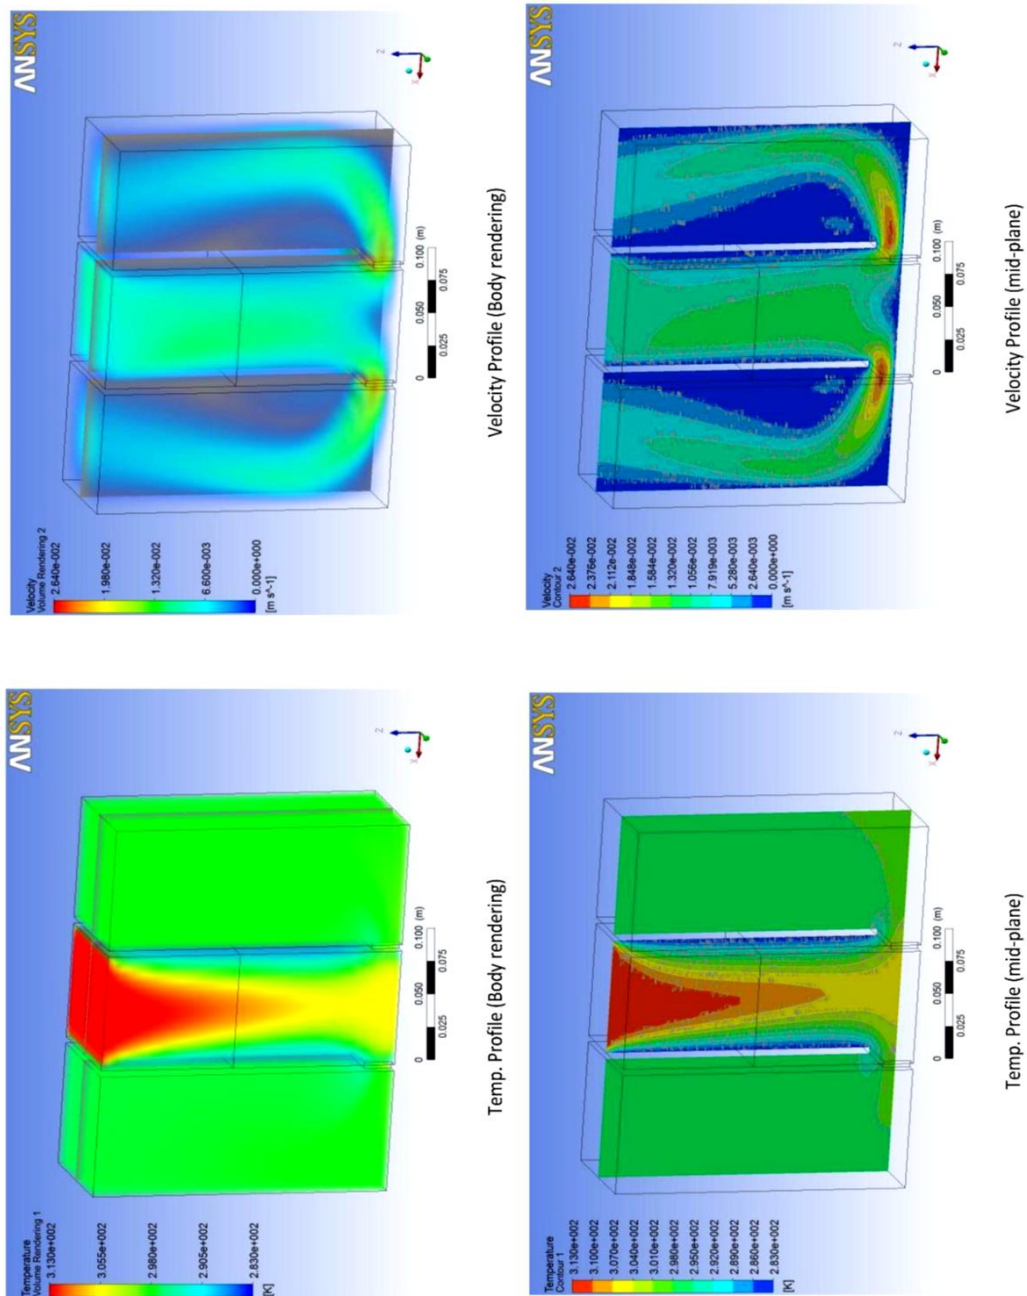 ANSYS
Velocity
Volume Rendering 2
2.640e-002
1.980e-002
1.320e-002
6.600e-003
0.000e+000
[m s^-1]
0
0.025
0.050
0.075
0.100 (m)
Z
X
Velocity Profile (Body rendering)
ANSYS
Velocity
Contour 2
2.640e-002
2.376e-002
2.112e-002
1.848e-002
1.584e-002
1.320e-002
1.056e-002
7.919e-003
5.280e-003
2.640e-003
0.000e+000
[m s^-1]
0
0.025
0.050
0.075
0.100 (m)
Z
X
Velocity Profile (mid-plane)
ANSYS
Temperature
Volume Rendering 1
3.130e+002
3.055e+002
2.980e+002
2.905e+002
2.830e+002
[K]
0
0.025
0.050
0.075
0.100 (m)
Z
X
Temp. Profile (Body rendering)
ANSYS
Temperature
Contour 1
3.130e+002
3.100e+002
3.070e+002
3.040e+002
3.010e+002
2.980e+002
2.950e+002
2.920e+002
2.890e+002
2.860e+002
2.830e+002
[K]
0
0.025
0.050
0.075
0.100 (m)
Z
X
Temp. Profile (mid-plane)